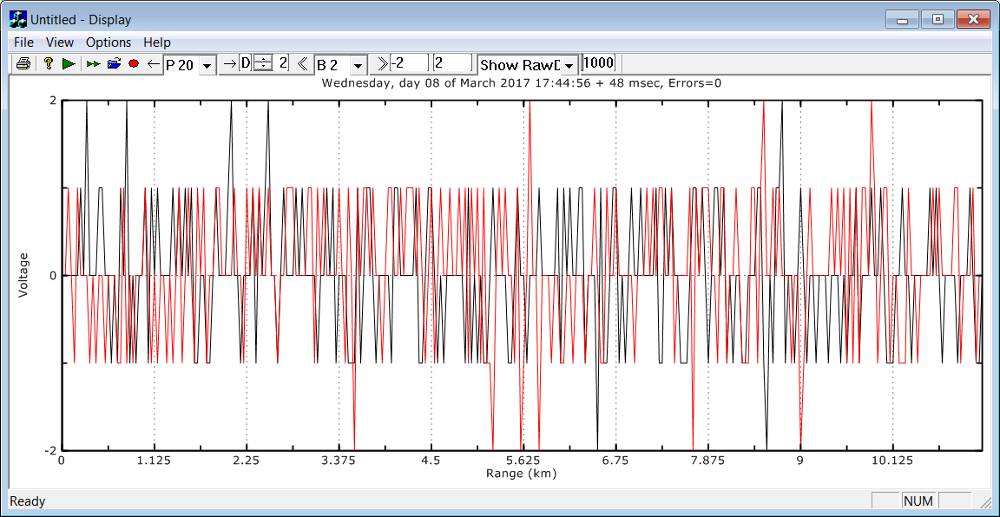 Untitled - Display
File View Options Help
P 20 D 2 B 2 -2 2 Show RawD 1000
Wednesday, day 08 of March 2017 17:44:56 + 48 msec, Errors=0
2
0
-2
Voltage
0 1.125 2.25 3.375 4.5 5.625 6.75 7.875 9 10.125
Range (km)
Ready NUM